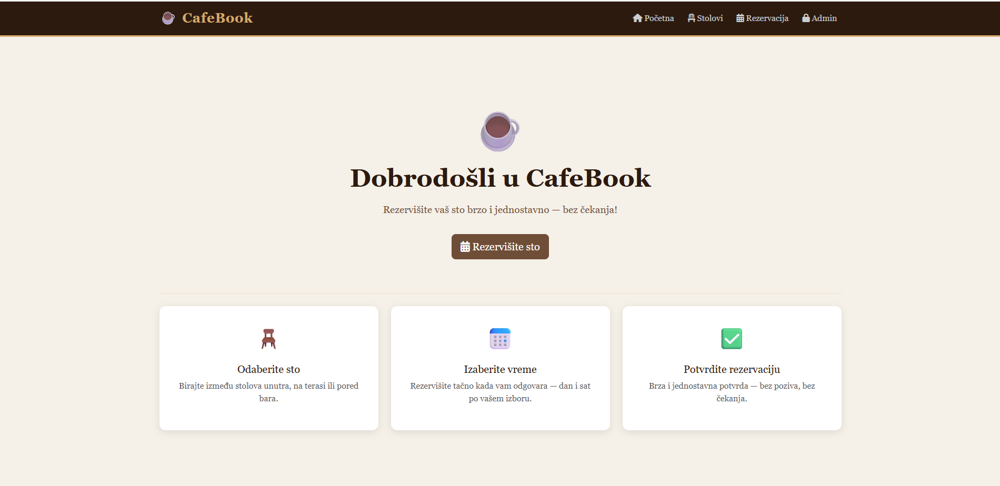 CafeBook
Početna
Stolovi
Rezervacija
Admin
Dobrodošli u CafeBook
Rezervišite vaš sto brzo i jednostavno — bez čekanja!
Rezervišite sto
Odaberite sto
Birajte između stolova unutra, na terasi ili pored
bara.
Izaberite vreme
Rezervišite tačno kada vam odgovara — dan i sat
po vašem izboru.
Potvrdite rezervaciju
Brza i jednostavna potvrda — bez poziva, bez
čekanja.